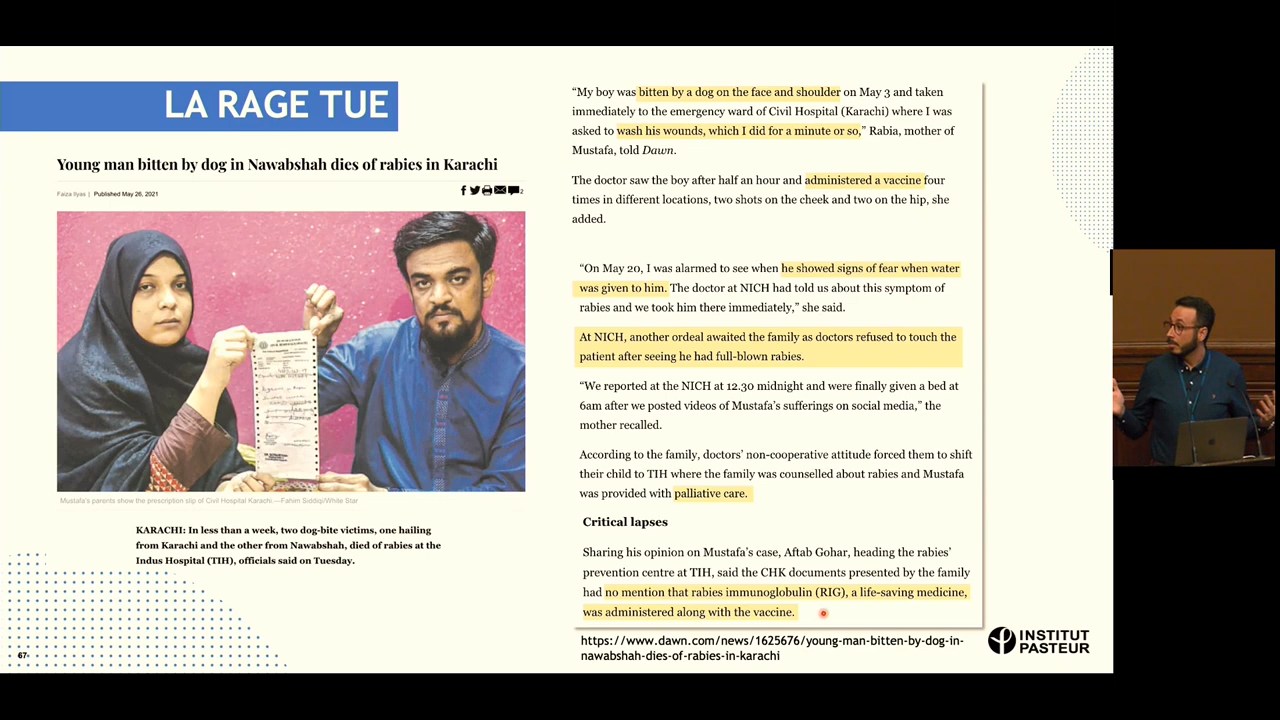 LA RAGE TUE
Young man bitten by dog in Nawabshah dies of rabies in Karachi
Faiza Ilyas | Published May 26, 2021
2
Mustafa's parents show the prescription slip of Civil Hospital Karachi.—Fahim Siddiqi/White Star
KARACHI: In less than a week, two dog-bite victims, one hailing
from Karachi and the other from Nawabshah, died of rabies at the
Indus Hospital (TIH), officials said on Tuesday.
67
“My boy was bitten by a dog on the face and shoulder on May 3 and taken
immediately to the emergency ward of Civil Hospital (Karachi) where I was
asked to wash his wounds, which I did for a minute or so,” Rabia, mother of
Mustafa, told Dawn.
The doctor saw the boy after half an hour and administered a vaccine four
times in different locations, two shots on the cheek and two on the hip, she
added.
“On May 20, I was alarmed to see when he showed signs of fear when water
was given to him. The doctor at NICH had told us about this symptom of
rabies and we took him there immediately,” she said.
At NICH, another ordeal awaited the family as doctors refused to touch the
patient after seeing he had full-blown rabies.
“We reported at the NICH at 12.30 midnight and were finally given a bed at
6am after we posted videos of Mustafa’s sufferings on social media,” the
mother recalled.
According to the family, doctors’ non-cooperative attitude forced them to shift
their child to TIH where the family was counselled about rabies and Mustafa
was provided with palliative care.
Critical lapses
Sharing his opinion on Mustafa’s case, Aftab Gohar, heading the rabies’
prevention centre at TIH, said the CHK documents presented by the family
had no mention that rabies immunoglobulin (RIG), a life-saving medicine,
was administered along with the vaccine.
https://www.dawn.com/news/1625676/young-man-bitten-by-dog-in-
nawabshah-dies-of-rabies-in-karachi
INSTITUT
PASTEUR